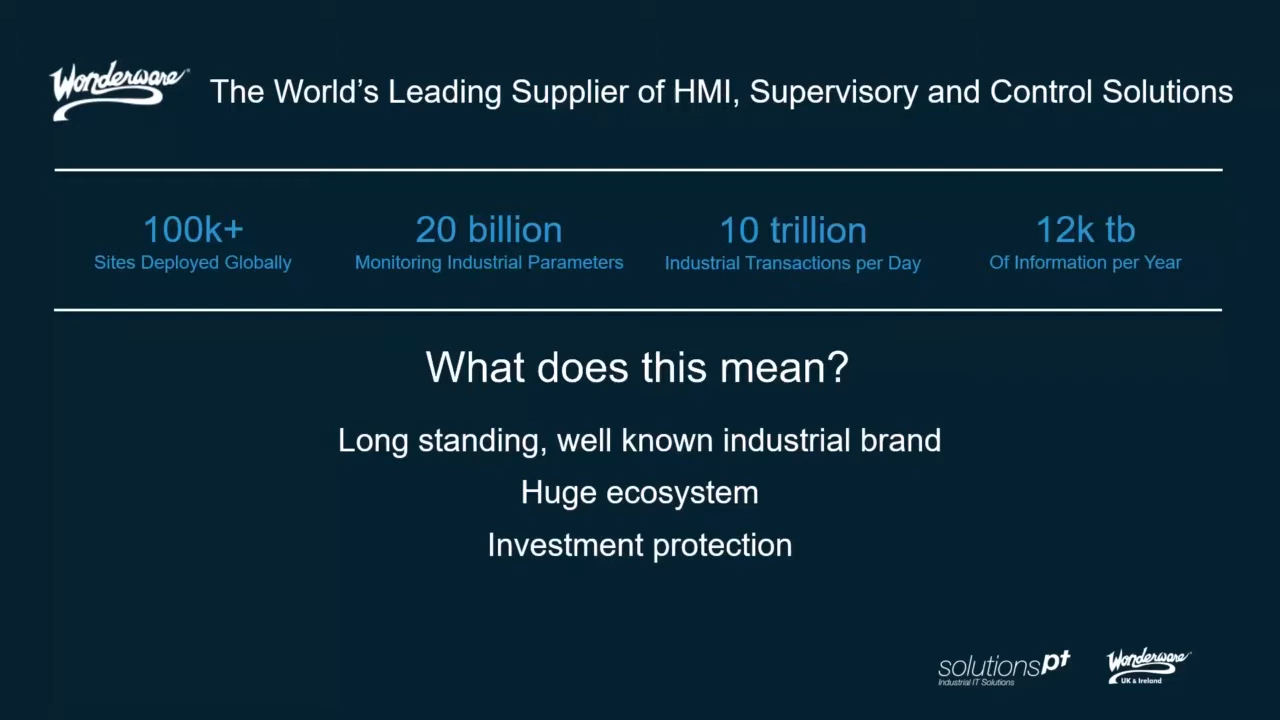 Wonderware
The World's Leading Supplier of HMI, Supervisory and Control Solutions
100k+
Sites Deployed Globally
20 billion
Monitoring Industrial Parameters
10 trillion
Industrial Transactions per Day
12k tb
Of Information per Year
What does this mean?
Long standing, well known industrial brand
Huge ecosystem
Investment protection
solutionspt
Industrial IT Solutions
Wonderware
UK & Ireland